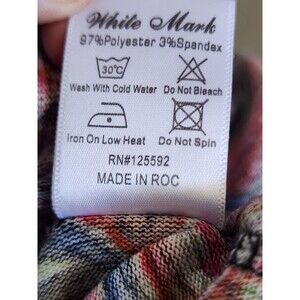 White Mark
97%Polyester 3%Spandex
30°C
Wash With Cold Water Do Not Bleach
Iron On Low Heat Do Not Spin
RN#125592
MADE IN ROC